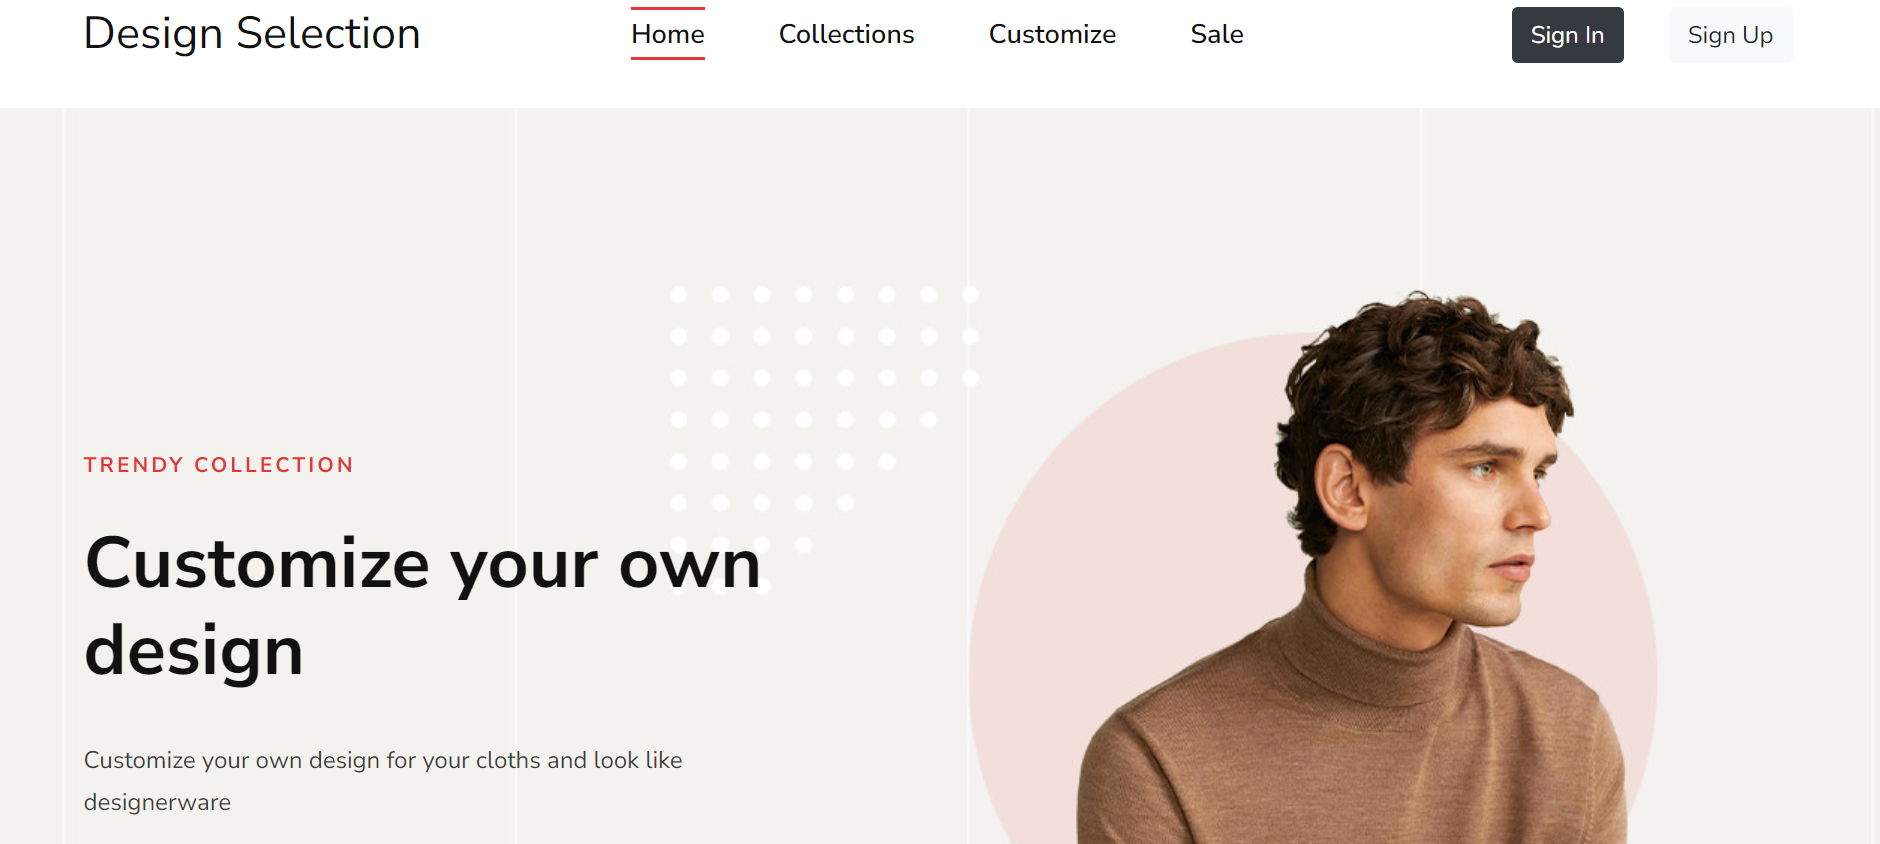 Design Selection
Home Collections Customize Sale
Sign In Sign Up
TRENDY COLLECTION
Customize your own
design
Customize your own design for your cloths and look like
designerware